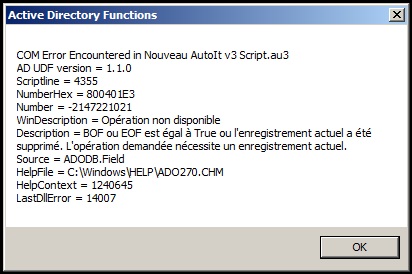 Active Directory Functions
COM Error Encountered in Nouveau AutoIt v3 Script.au3
AD UDF version = 1.1.0
Scriptline = 4355
NumberHex = 800401E3
Number = -2147221021
WinDescription = Opération non disponible
Description = BOF ou EOF est égal à True ou l'enregistrement actuel a été
supprimé. L'opération demandée nécessite un enregistrement actuel.
Source = ADODB.Field
HelpFile = C:\Windows\HELP\ADO270.CHM
HelpContext = 1240645
LastDllError = 14007
OK